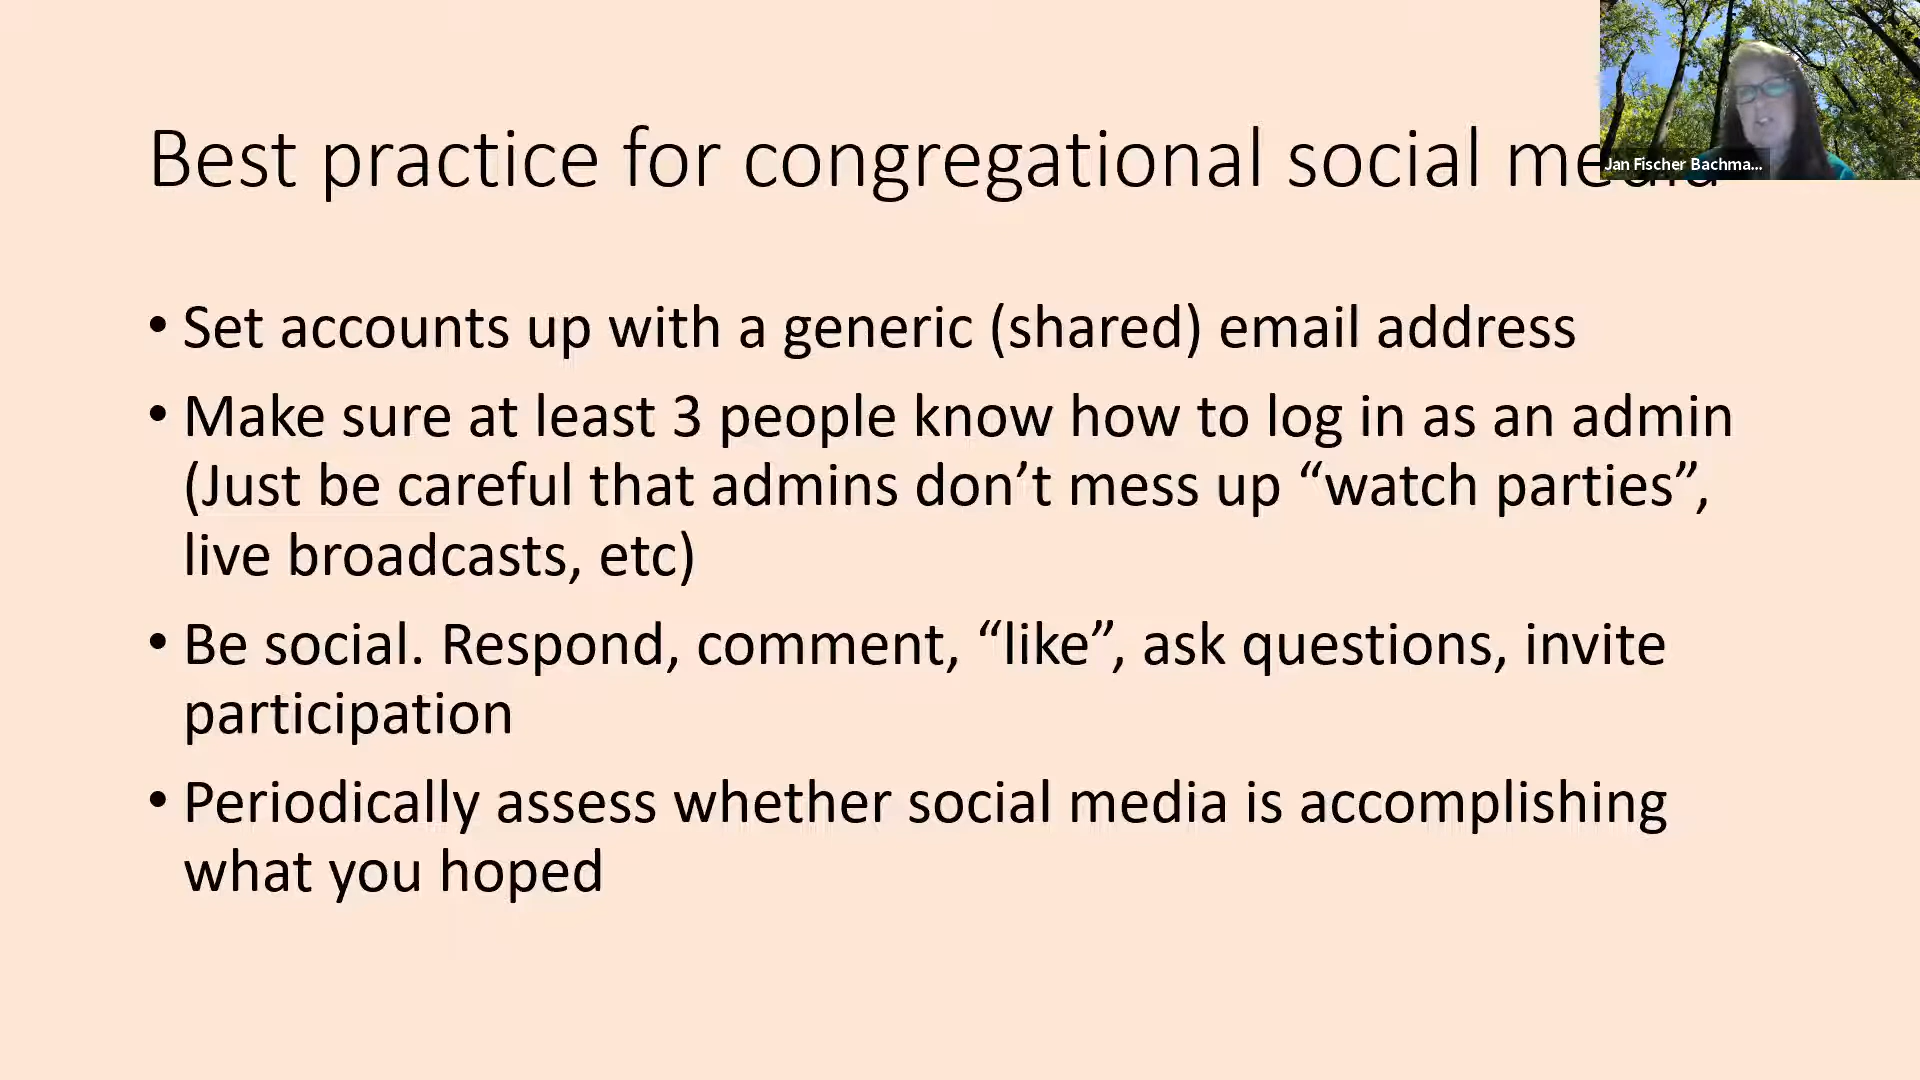 Best practice for congregational social media
Jan Fischer Bachma...
• Set accounts up with a generic (shared) email address
• Make sure at least 3 people know how to log in as an admin
(Just be careful that admins don’t mess up “watch parties”,
live broadcasts, etc)
• Be social. Respond, comment, “like”, ask questions, invite
participation
• Periodically assess whether social media is accomplishing
what you hoped